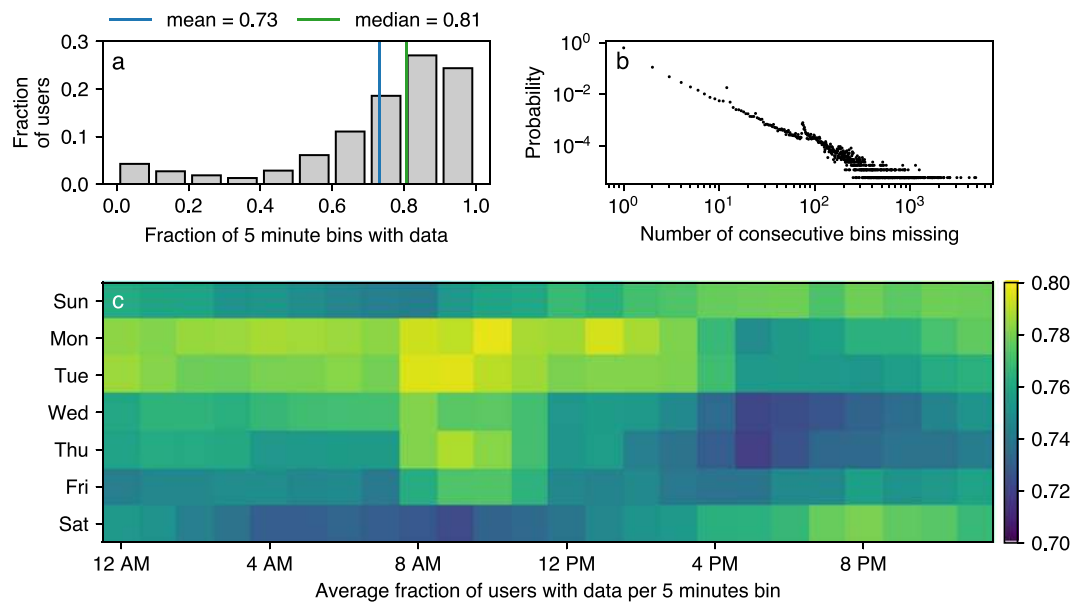 mean = 0.73 median = 0.81
a
0.3
0.2
0.1
0.0
Fraction
of users
0.0 0.2 0.4 0.6 0.8 1.0
Fraction of 5 minute bins with data
b
10⁰
10⁻²
10⁻⁴
Probability
10⁰ 10¹ 10² 10³
Number of consecutive bins missing
c
Sun
Mon
Tue
Wed
Thu
Fri
Sat
12 AM 4 AM 8 AM 12 PM 4 PM 8 PM
Average fraction of users with data per 5 minutes bin
0.80
0.78
0.76
0.74
0.72
0.70